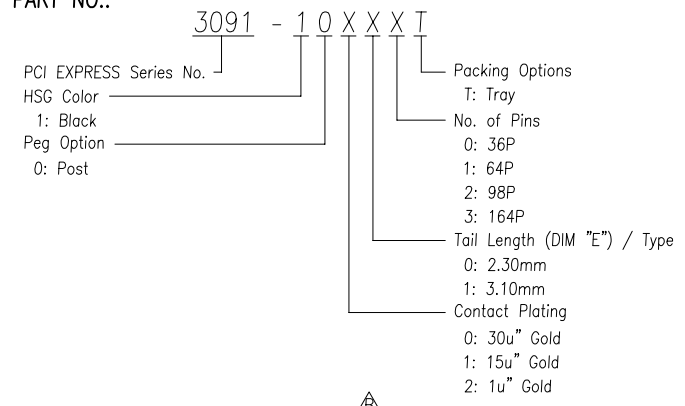 PART NO.:
3091 - 10XXXT
PCI EXPRESS Series No.
HSG Color
1: Black
Peg Option
0: Post
Packing Options
T: Tray
No. of Pins
0: 36P
1: 64P
2: 98P
3: 164P
Tail Length (DIM "E") / Type
0: 2.30mm
1: 3.10mm
Contact Plating
0: 30u" Gold
1: 15u" Gold
2: 1u" Gold